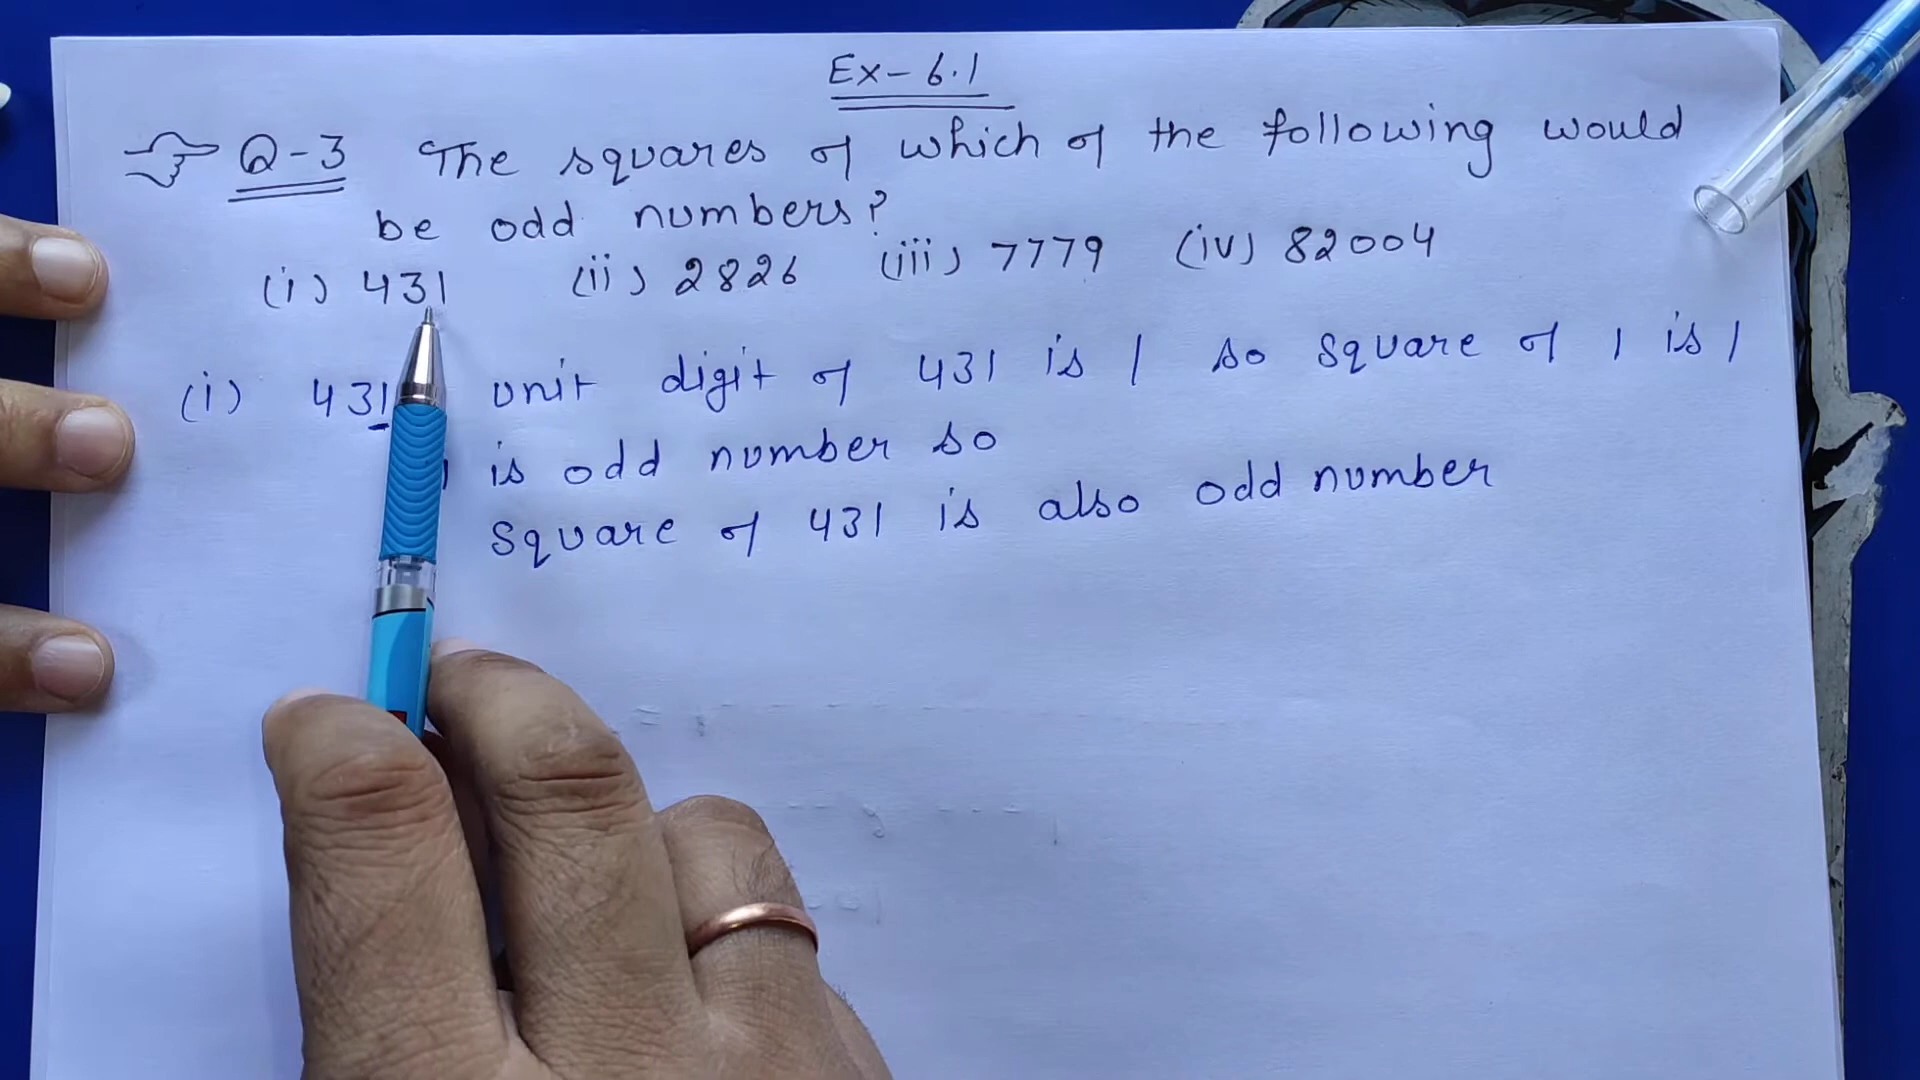 Ex-6.1
Q-3 The squares of which of the following would
be odd numbers?
(i) 431 (ii) 2826 (iii) 7779 (iv) 82004
(i) 431 unit digit of 431 is 1 so square of 1 is 1
1 is odd number so
Square of 431 is also odd number